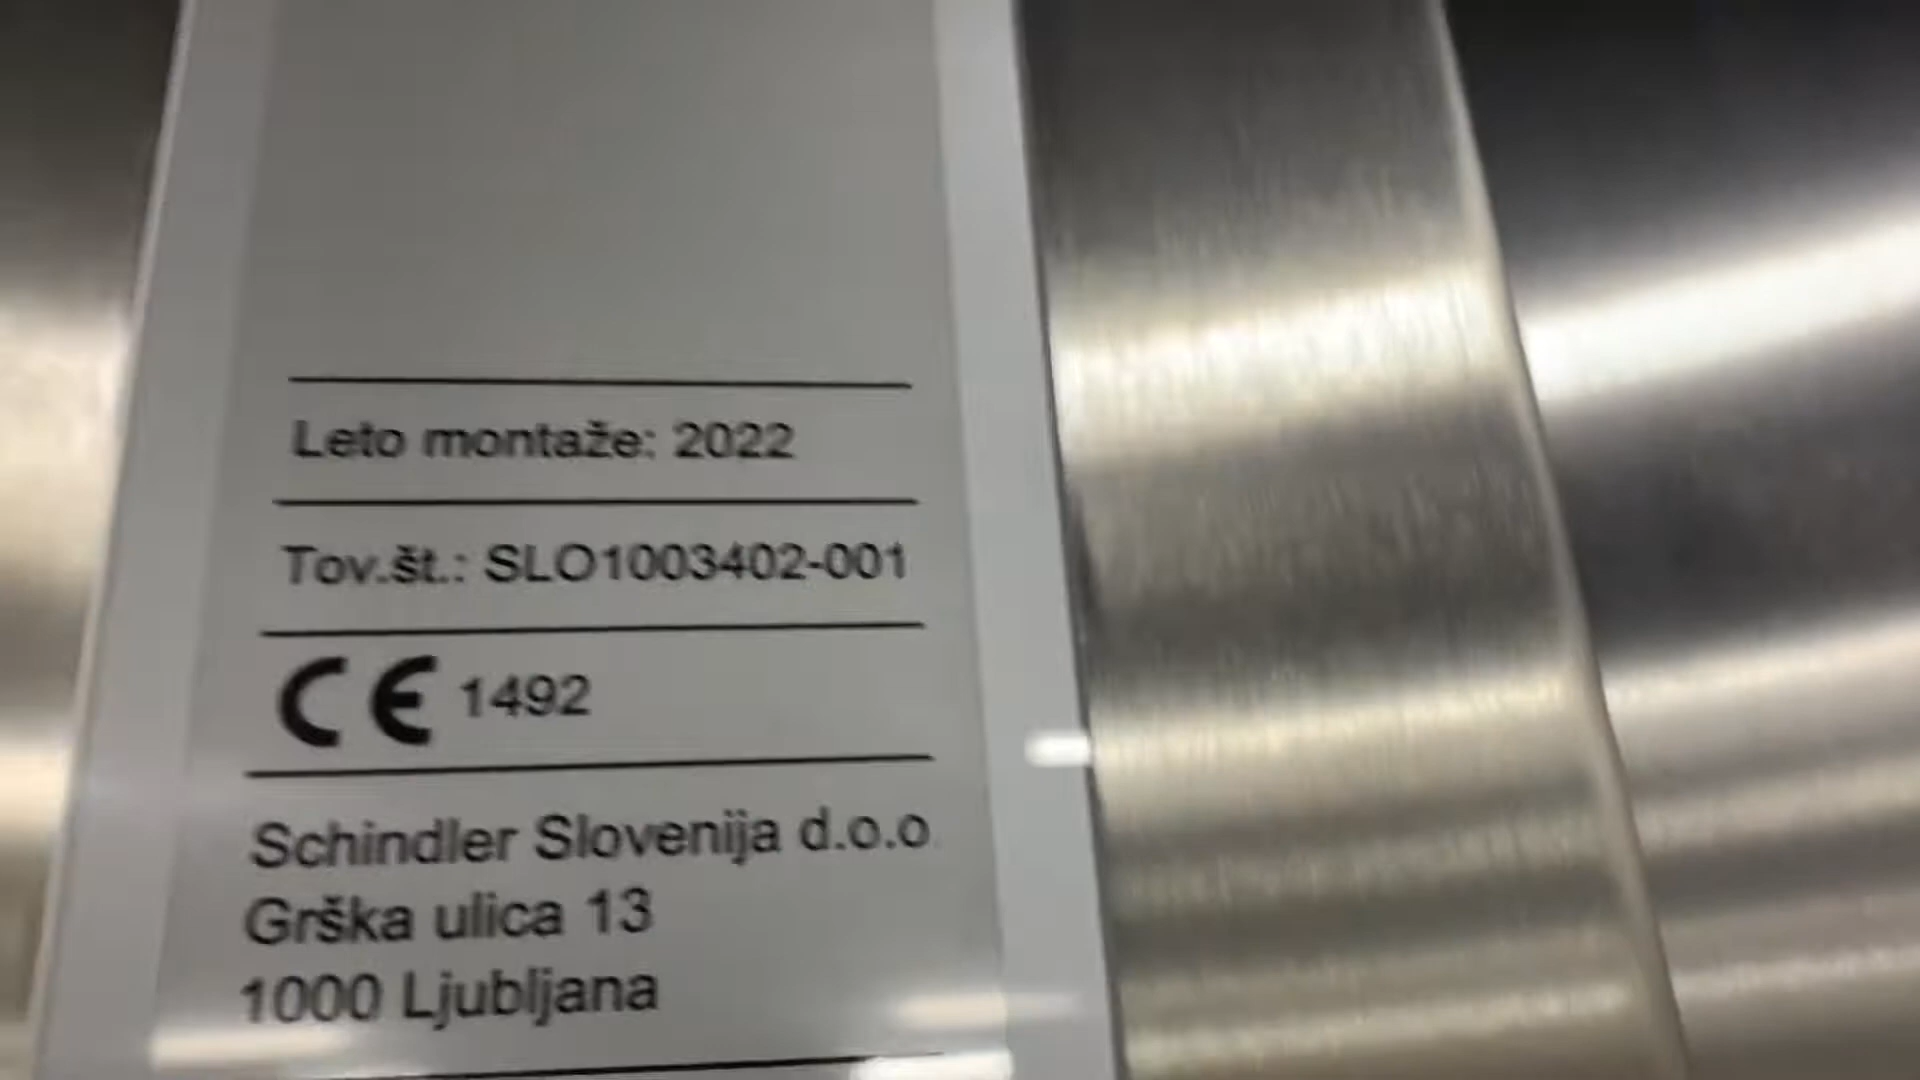 Leto montaže: 2022
Tov.št.: SLO1003402-001
CE 1492
Schindler Slovenija d.o.o.
Grška ulica 13
1000 Ljubljana